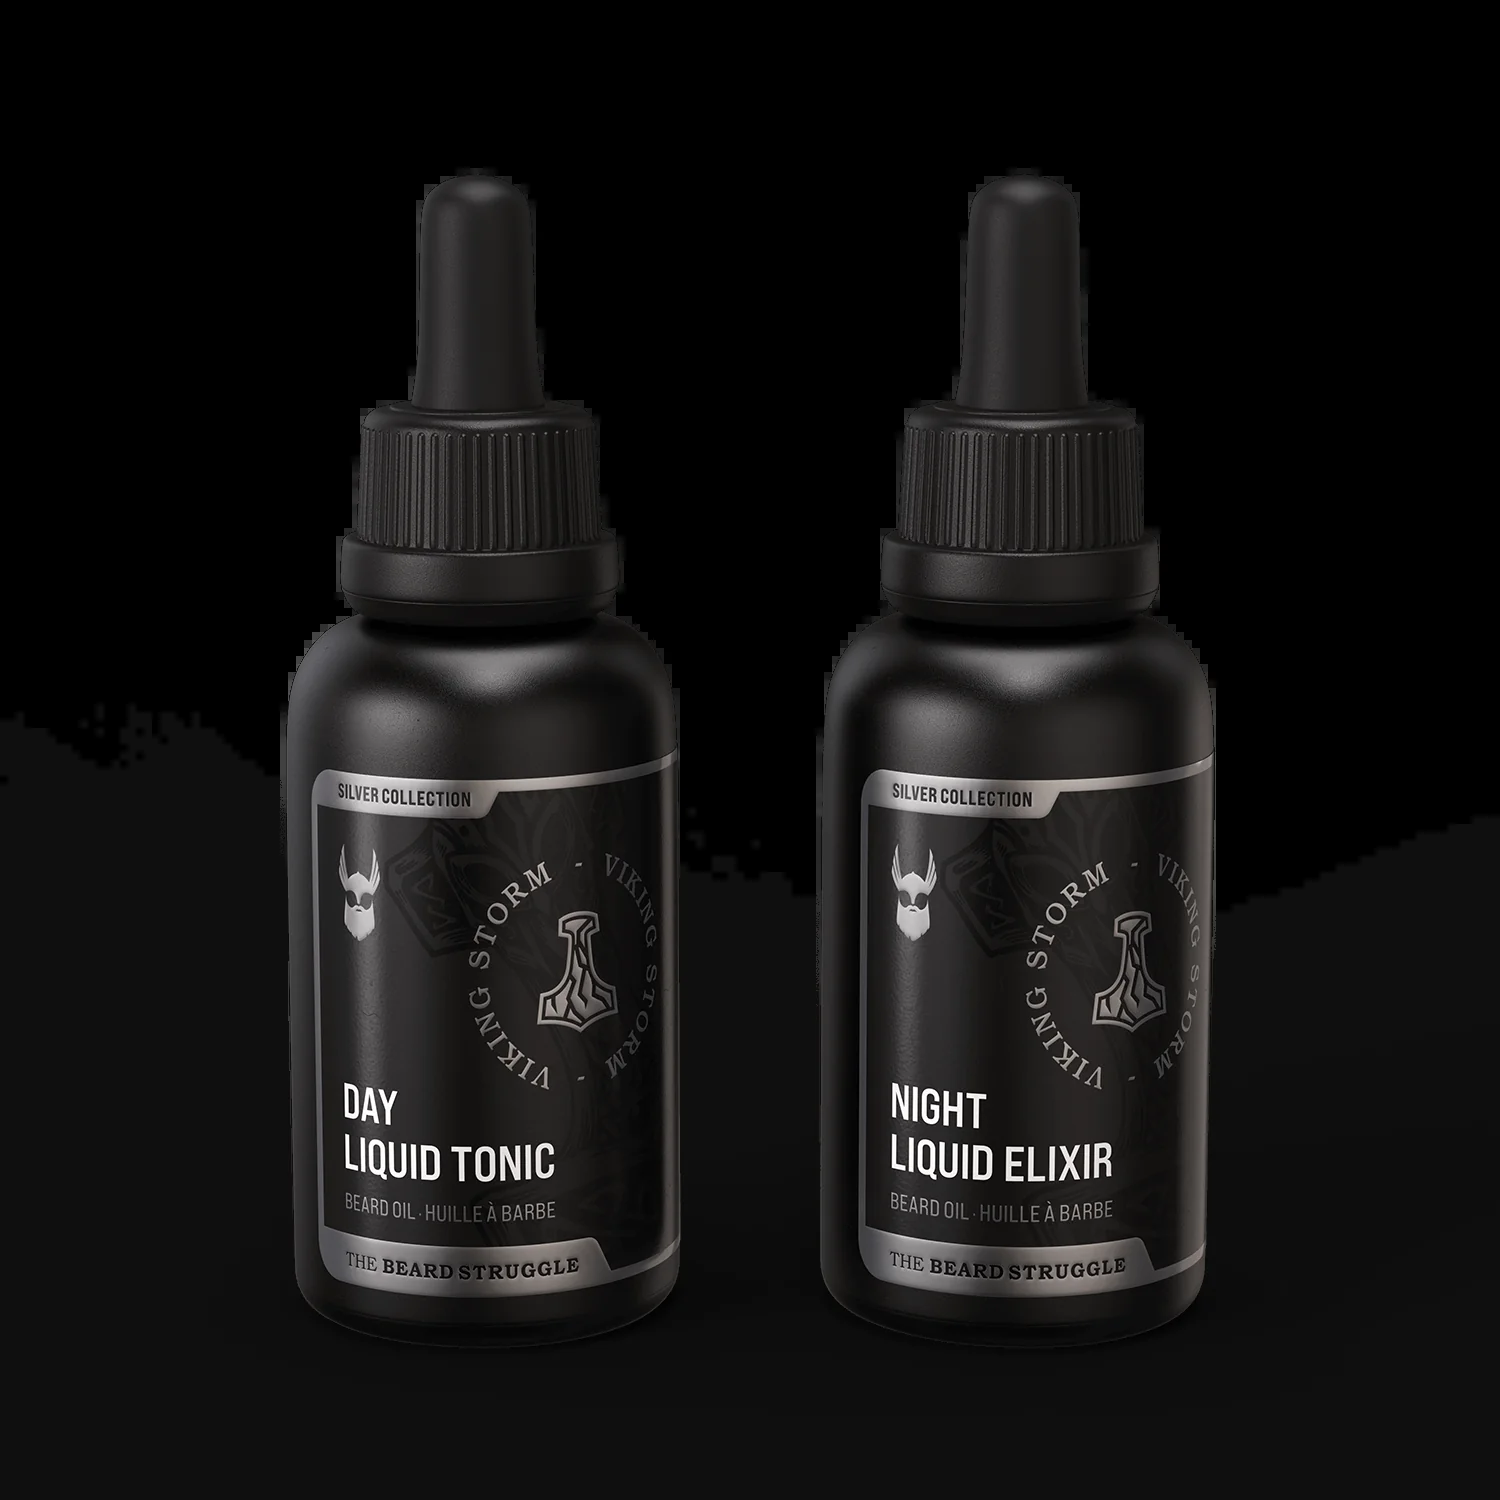 SILVER COLLECTION
VIKING STORM - VIKING STORM -
DAY
LIQUID TONIC
BEARD OIL · HUILLE À BARBE
THE BEARD STRUGGLE
SILVER COLLECTION
VIKING STORM - VIKING STORM -
NIGHT
LIQUID ELIXIR
BEARD OIL · HUILLE À BARBE
THE BEARD STRUGGLE